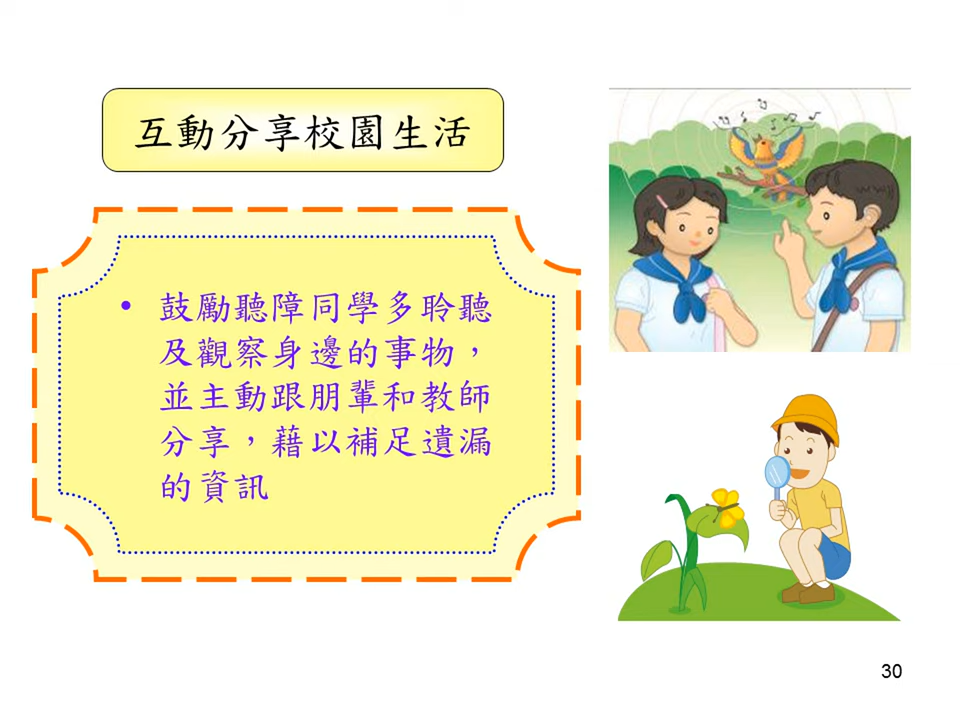 互動分享校園生活
• 鼓勵聽障同學多聆聽
及觀察身邊的事物，
並主動跟朋輩和教師
分享，藉以補足遺漏
的資訊
30